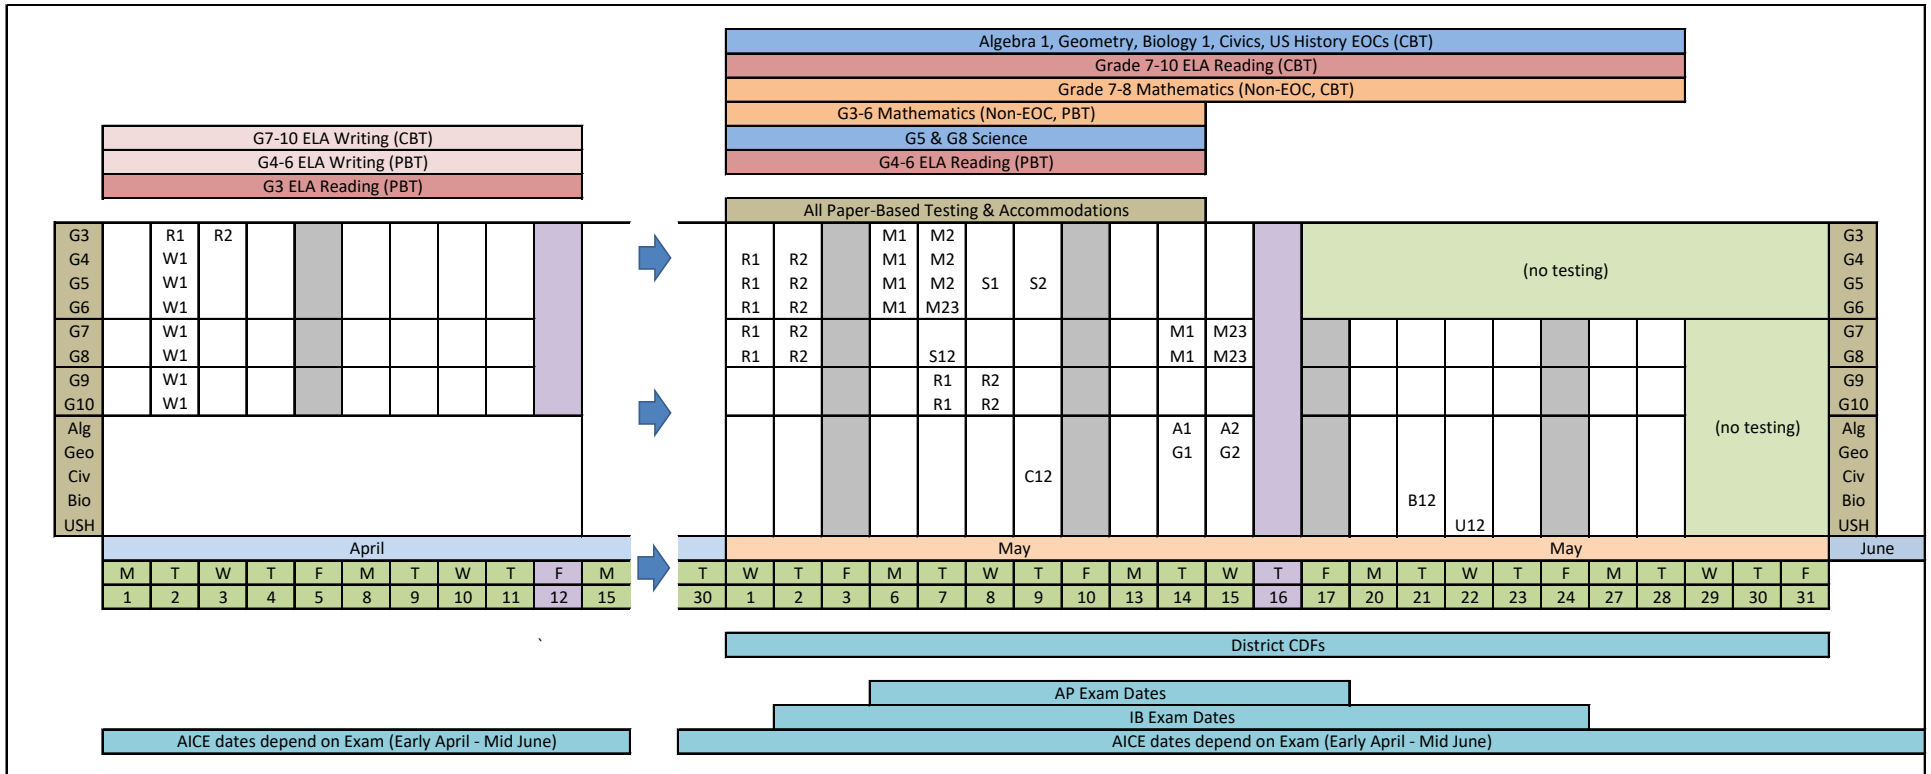 Algebra 1, Geometry, Biology 1, Civics, US History EOCs (CBT)
Grade 7-10 ELA Reading (CBT)
Grade 7-8 Mathematics (Non-EOC, CBT)
G3-6 Mathematics (Non-EOC, PBT)
G7-10 ELA Writing (CBT) G5 & G8 Science
G4-6 ELA Writing (PBT) G4-6 ELA Reading (PBT)
G3 ELA Reading (PBT)
All Paper-Based Testing & Accommodations
G3 R1 R2 M1 M2 G3
G4 W1 R1 R2 M1 M2 G4
(no testing)
G5 W1 R1 R2 M1 M2 S1 S2 G5
G6 W1 R1 R2 M1 M23 G6
G7 W1 R1 R2 M1 M23 G7
G8 W1 R1 R2 S12 M1 M23 G8
G9 W1 R1 R2 G9
G10 W1 R1 R2 G10
Alg A1 A2 (no testing) Alg
Geo G1 G2 Geo
Civ C12 Civ
Bio B12 Bio
USH U12 USH
April May May June
M T W T F M T W T F M T W T F M T W T F M T W T F M T W T F M T W T F
1 2 3 4 5 8 9 10 11 12 15 30 1 2 3 6 7 8 9 10 13 14 15 16 17 20 21 22 23 24 27 28 29 30 31
`
District CDFs
AP Exam Dates
IB Exam Dates
AICE dates depend on Exam (Early April - Mid June) AICE dates depend on Exam (Early April - Mid June)